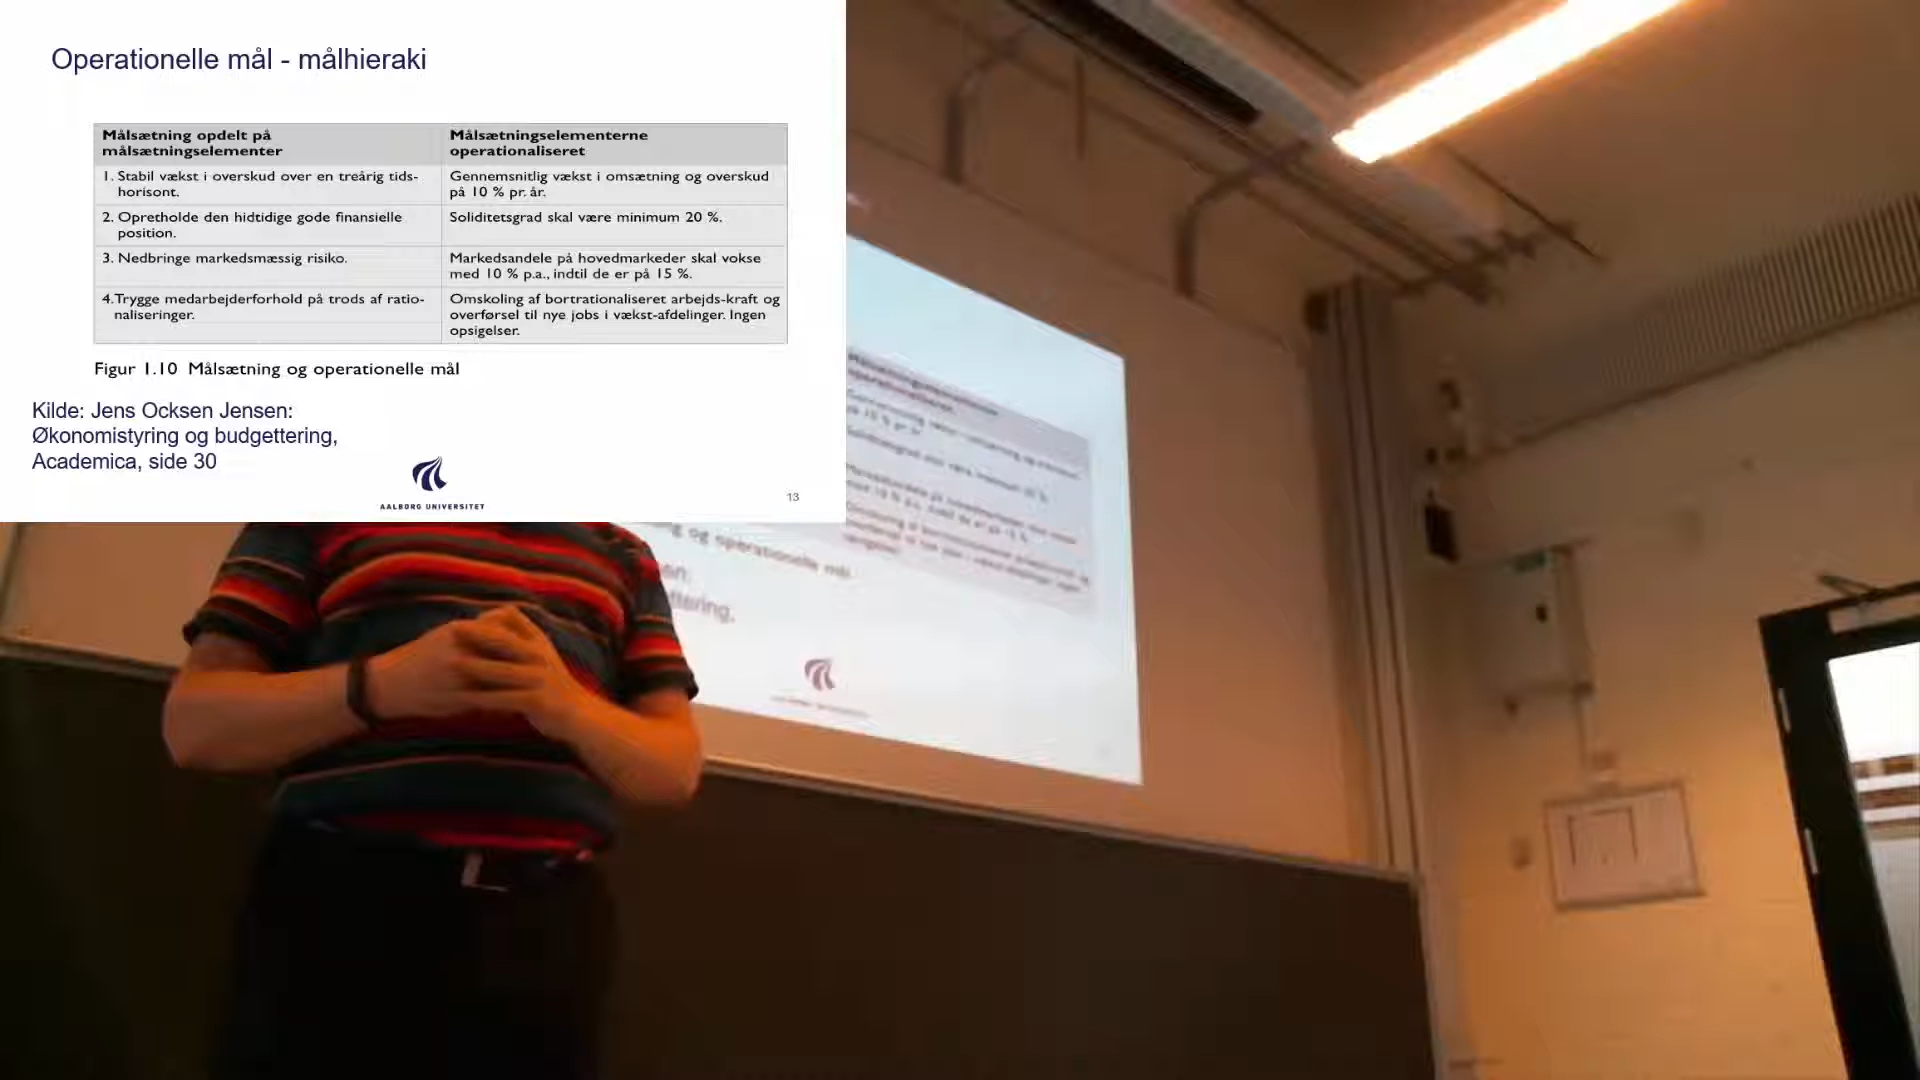 Operationelle mål - målhieraki
Målsætning opdelt på
målsætningselementer
Målsætningselementerne
operationaliseret
1. Stabil vækst i overskud over en treårig tids-
horisont.
Gennemsnitlig vækst i omsætning og overskud
på 10 % pr. år.
2. Opretholde den hidtidige gode finansielle
position.
Soliditetsgrad skal være minimum 20 %.
3. Nedbringe markedsmæssig risiko.
Markedsandele på hovedmarkeder skal vokse
med 10 % p.a., indtil de er på 15 %.
4.Trygge medarbejderforhold på trods af ratio-
naliseringer.
Omskoling af bortrationaliseret arbejds-kraft og
overførsel til nye jobs i vækst-afdelinger. Ingen
opsigelser.
Figur 1.10 Målsætning og operationelle mål
Kilde: Jens Ocksen Jensen:
Økonomistyring og budgettering,
Academica, side 30
AALBORG UNIVERSITET
13
og operationelle mål